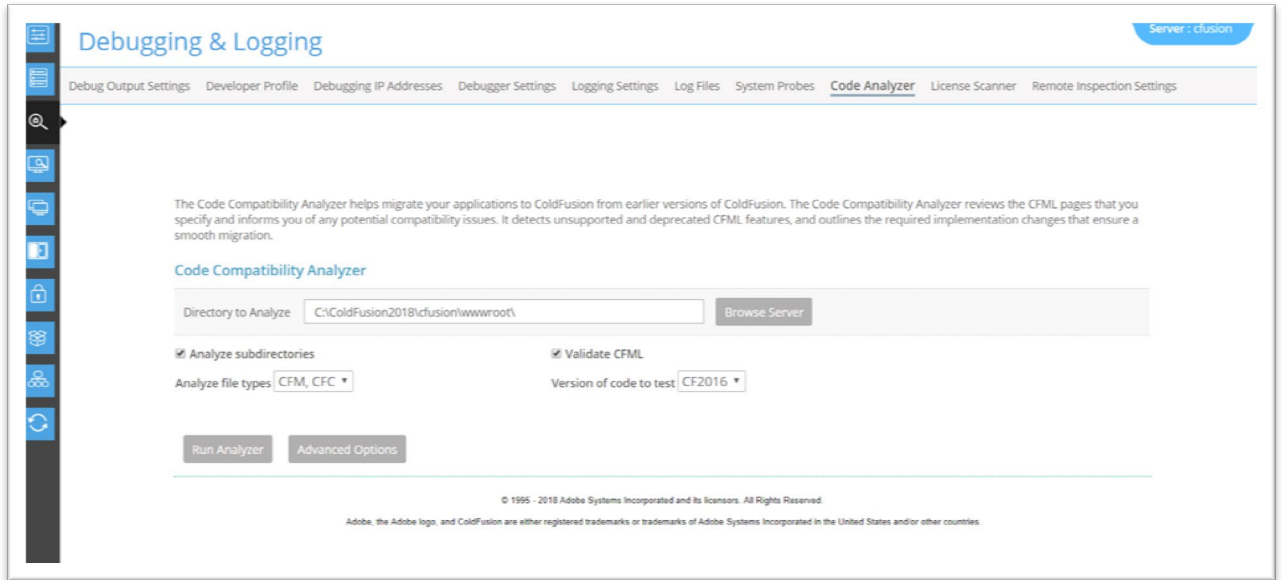 Server : cfusion
Debugging & Logging
Debug Output Settings Developer Profile Debugging IP Addresses Debugger Settings Logging Settings Log Files System Probes Code Analyzer License Scanner Remote Inspection Settings
The Code Compatibility Analyzer helps migrate your applications to ColdFusion from earlier versions of ColdFusion. The Code Compatibility Analyzer reviews the CFML pages that you
specify and informs you of any potential compatibility issues. It detects unsupported and deprecated CFML features, and outlines the required implementation changes that ensure a
smooth migration.
Code Compatibility Analyzer
Directory to Analyze C:\ColdFusion2018\cfusion\wwwroot\ Browse Server
Analyze subdirectories Validate CFML
Analyze file types CFM, CFC Version of code to test CF2016
Run Analyzer Advanced Options
© 1995 - 2018 Adobe Systems Incorporated and its licensors. All Rights Reserved.
Adobe, the Adobe logo, and ColdFusion are either registered trademarks or trademarks of Adobe Systems Incorporated in the United States and/or other countries.